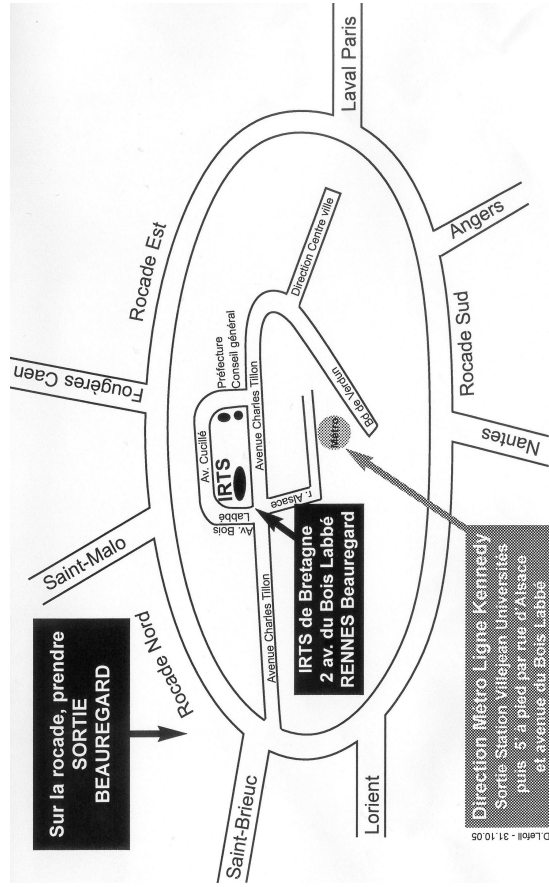 Sur la rocade, prendre
SORTIE
BEAUREGARD
Saint-Malo
Fougères Caen
Rocade Nord
Rocade Est
Saint-Brieuc
Lorient
Laval Paris
Angers
Nantes
Rocade Sud
Av. Cucillé
IRTS
Préfecture
Conseil général
Av. Bois
Labbé
Avenue Charles Tillon
Avenue Charles Tillon
r. Alsace
Direction Centre ville
Bd de Verdun
Métro
IRTS de Bretagne
2 av. du Bois Labbé
RENNES Beauregard
Direction Métro Ligne Kennedy
Sortie Station Villejean Universités
puis 5' à pied par rue d'Alsace
et avenue du Bois Labbé
D.Lefoll - 31.10.05